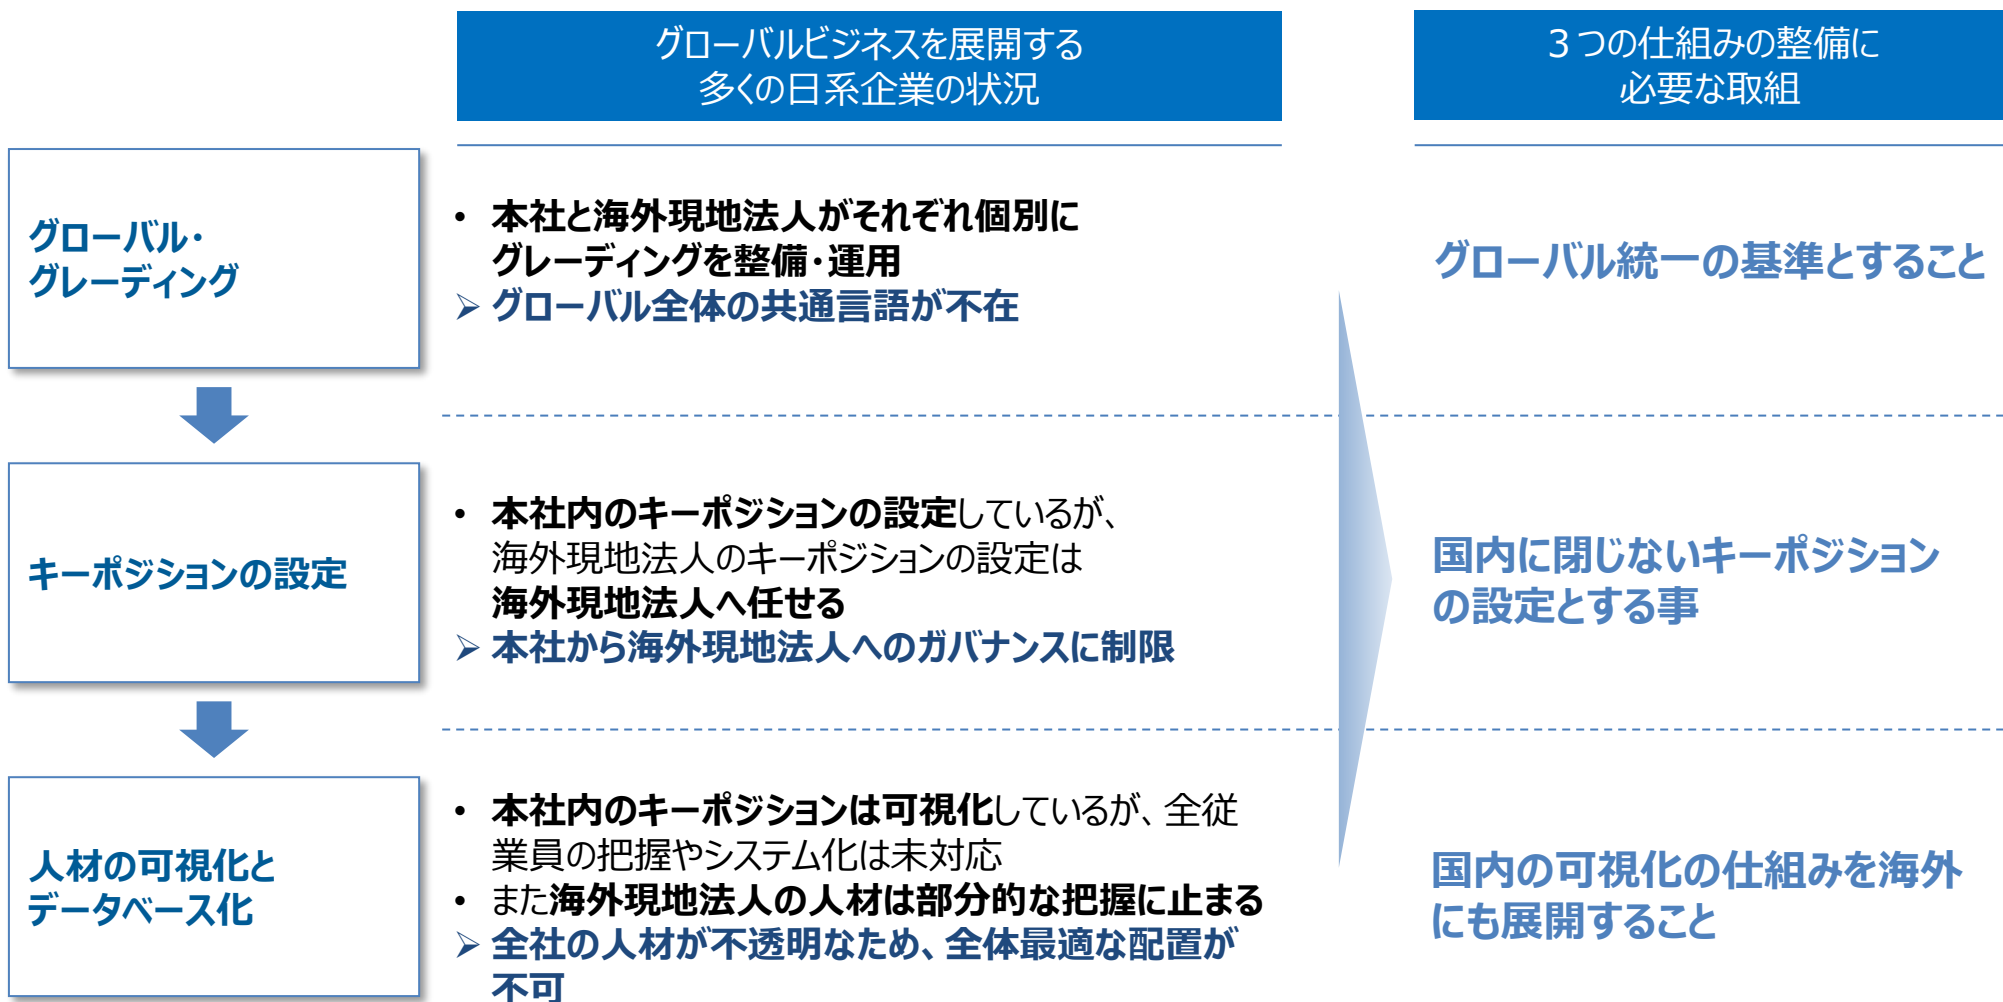 グローバルビジネスを展開する
多くの日系企業の状況
3つの仕組みの整備に
必要な取組
グローバル・
グレーディング
• 本社と海外現地法人がそれぞれ個別に
グレーディングを整備・運用
➢ グローバル全体の共通言語が不在
グローバル統一の基準とすること
キーポジションの設定
• 本社内のキーポジションの設定しているが、
海外現地法人のキーポジションの設定は
海外現地法人へ任せる
➢ 本社から海外現地法人へのガバナンスに制限
国内に閉じないキーポジション
の設定とする事
人材の可視化と
データベース化
• 本社内のキーポジションは可視化しているが、全従
業員の把握やシステム化は未対応
• また海外現地法人の人材は部分的な把握に止まる
➢ 全社の人材が不透明なため、全体最適な配置が
不可
国内の可視化の仕組みを海外
にも展開すること